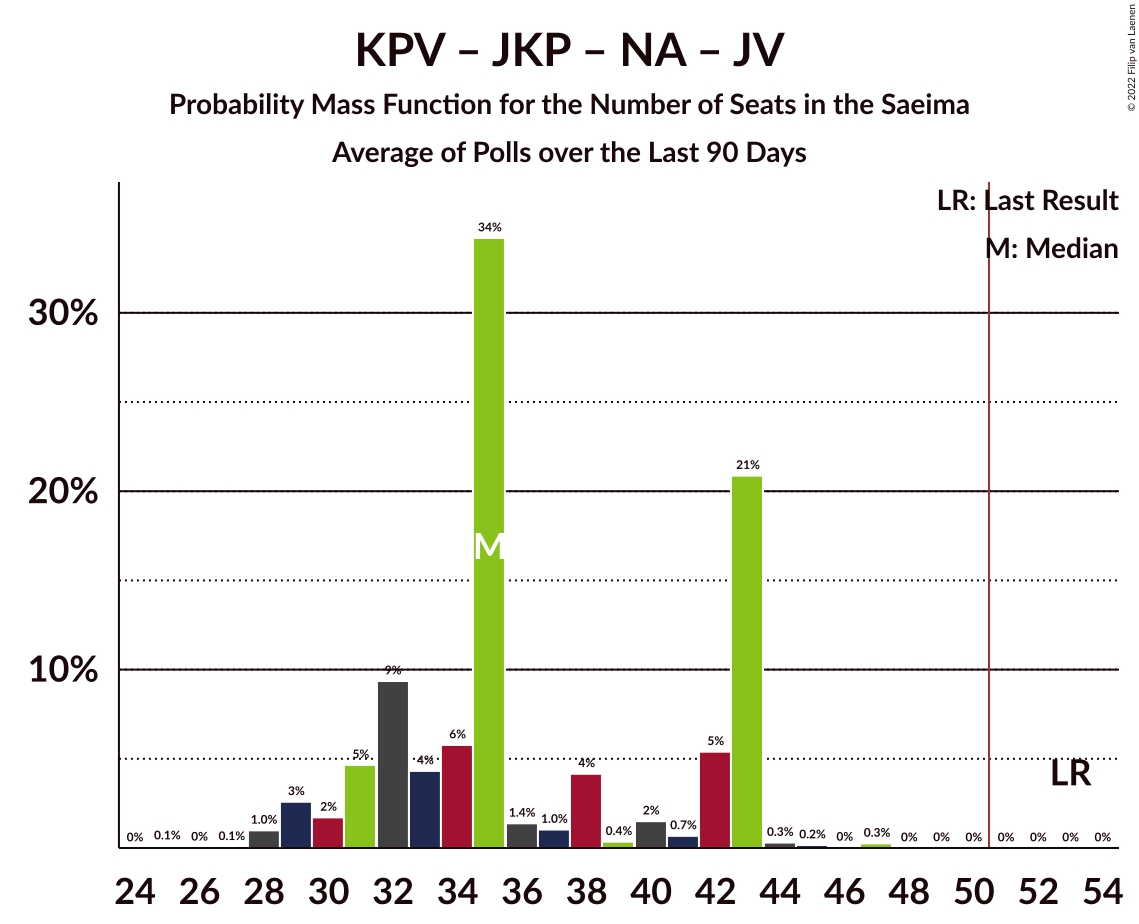 KPV – JKP – NA – JV
Probability Mass Function for the Number of Seats in the Saeima
Average of Polls over the Last 90 Days
© 2022 Filip van Laenen
LR: Last Result
M: Median
34%
30%
21%
20%
M
10%
9%
6%
5%
5%
4%
4%
LR
3%
2%
1.0%
1.4%
1.0%
2%
0.4%
0.7%
0% 0.1% 0% 0.1%
0.3% 0.2% 0% 0.3% 0% 0% 0% 0% 0% 0% 0%
24 26 28 30 32 34 36 38 40 42 44 46 48 50 52 54